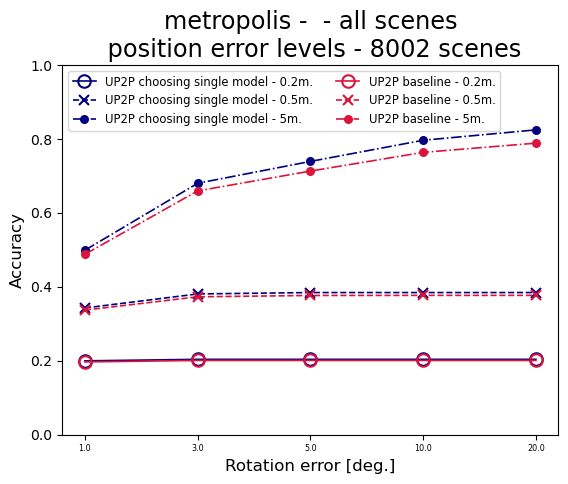 metropolis -  - all scenes
position error levels - 8002 scenes
UP2P choosing single model - 0.2m.
UP2P choosing single model - 0.5m.
UP2P choosing single model - 5m.
UP2P baseline - 0.2m.
UP2P baseline - 0.5m.
UP2P baseline - 5m.
Accuracy
1.0
0.8
0.6
0.4
0.2
0.0
1.0 3.0 5.0 10.0 20.0
Rotation error [deg.]